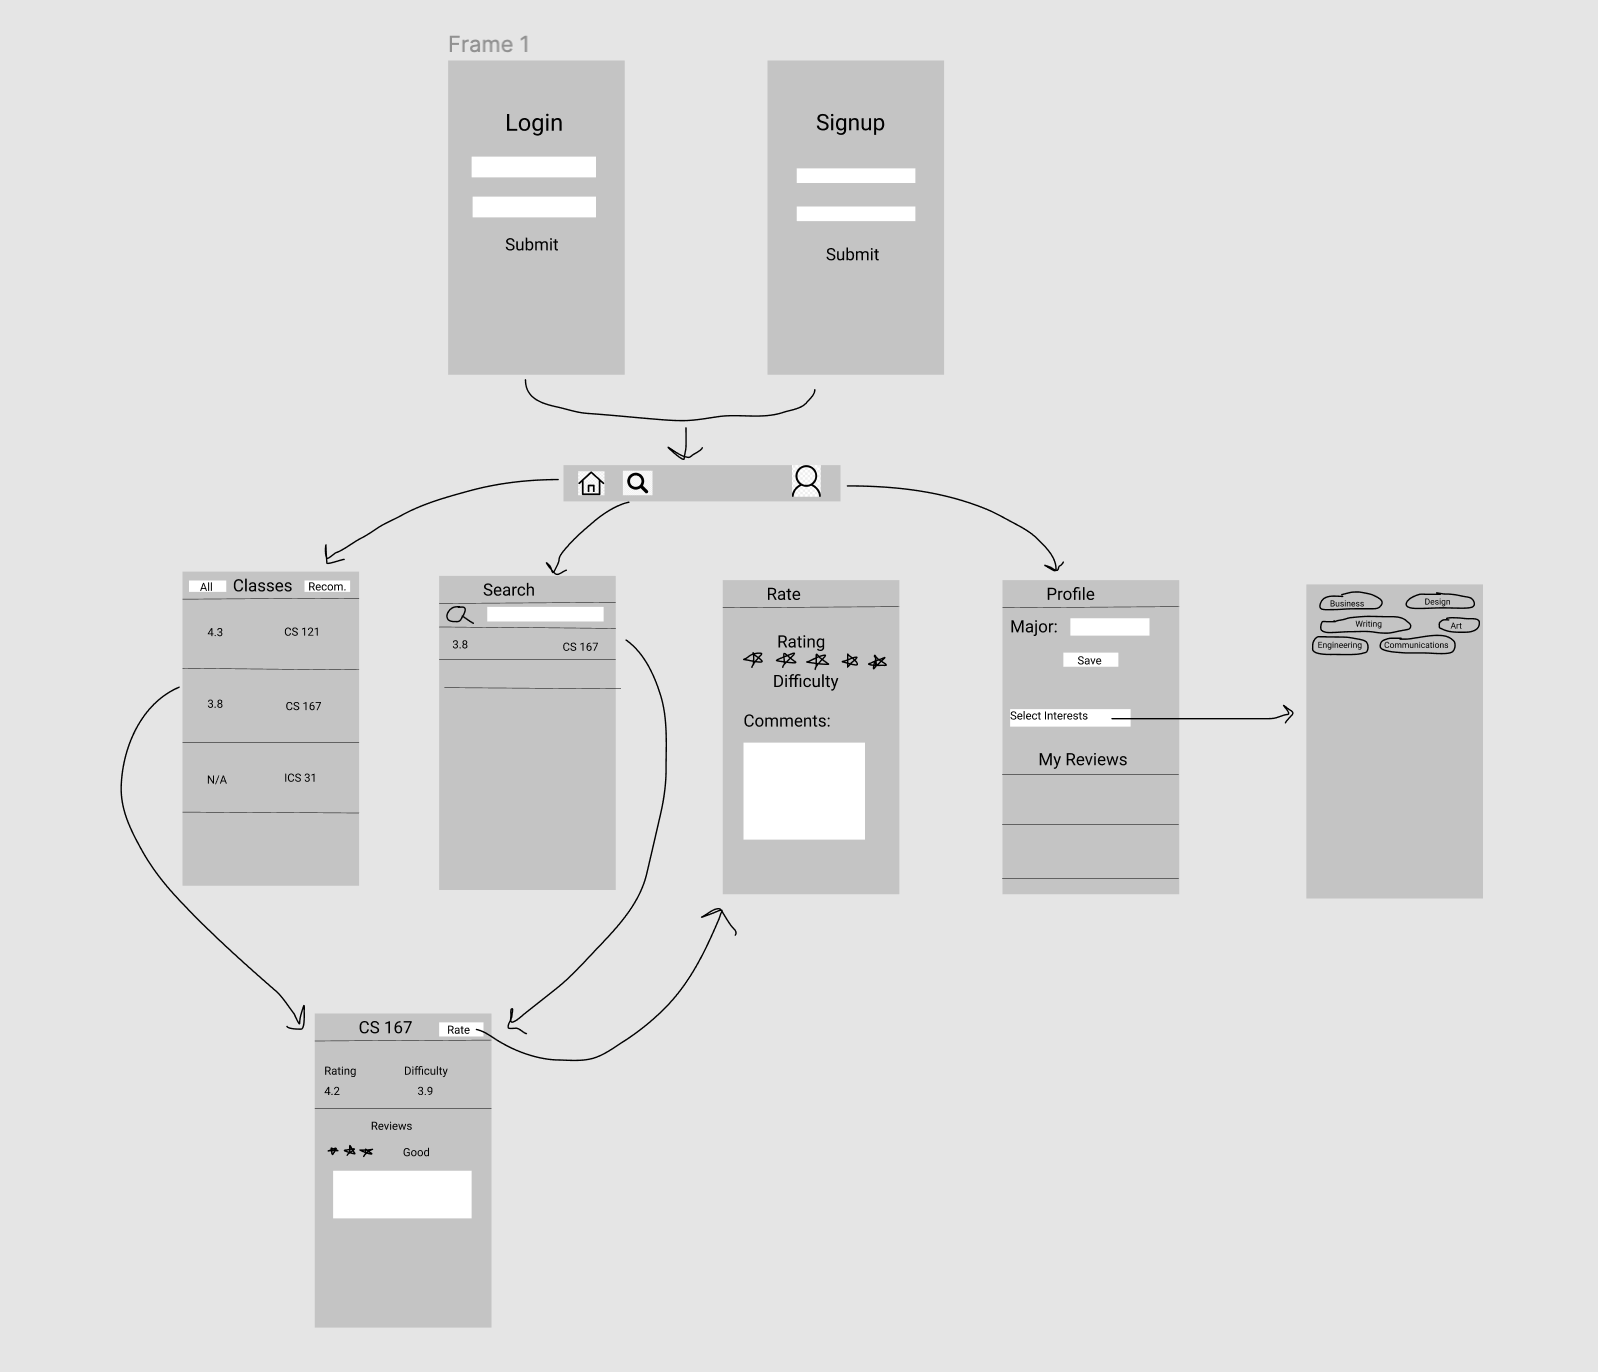 Frame 1
Login
Submit
Signup
Submit
All Classes Recom.
4.3 CS 121
3.8 CS 167
N/A ICS 31
Search
3.8 CS 167
Rate
Rating
Difficulty
Comments:
Profile
Major:
Save
Select Interests
My Reviews
Business Design
Writing Art
Engineering Communications
CS 167 Rate
Rating Difficulty
4.2 3.9
Reviews
Good